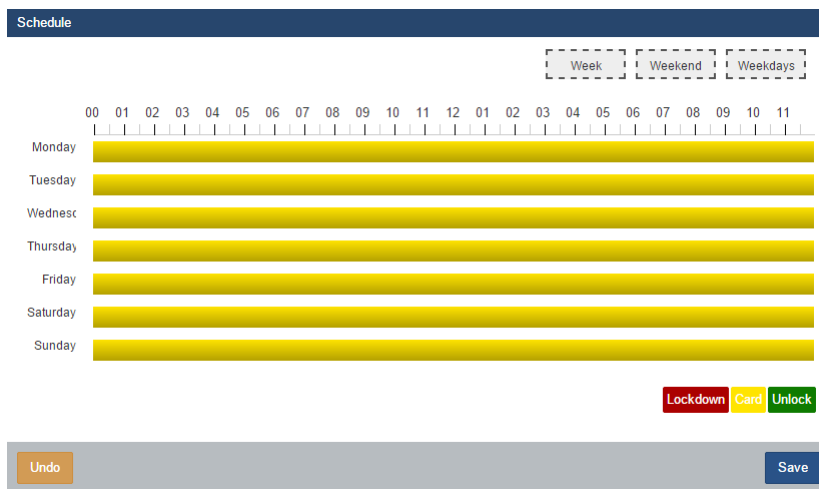 Schedule
Week Weekend Weekdays
00 01 02 03 04 05 06 07 08 09 10 11 12 01 02 03 04 05 06 07 08 09 10 11
Monday
Tuesday
Wednesc
Thursday
Friday
Saturday
Sunday
Lockdown Card Unlock
Undo Save